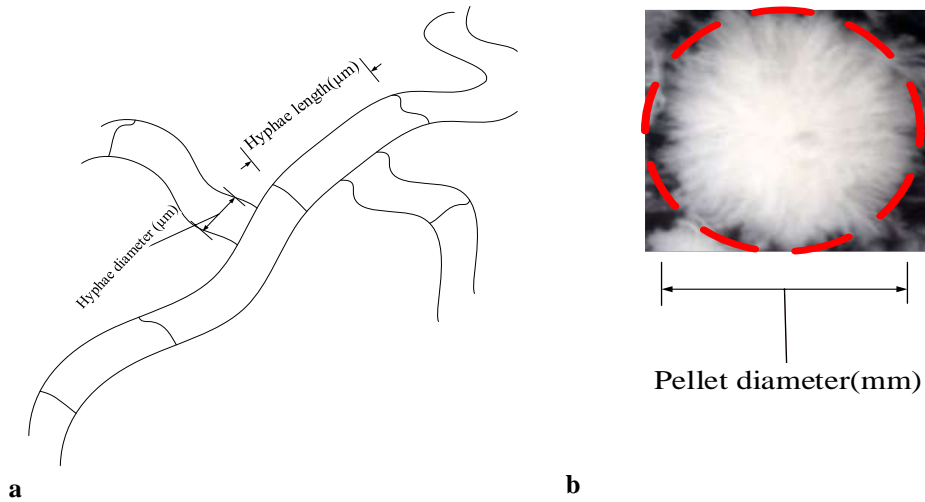 Hyphae length(μm)
Hyphae diameter (μm)
Pellet diameter(mm)
a
b